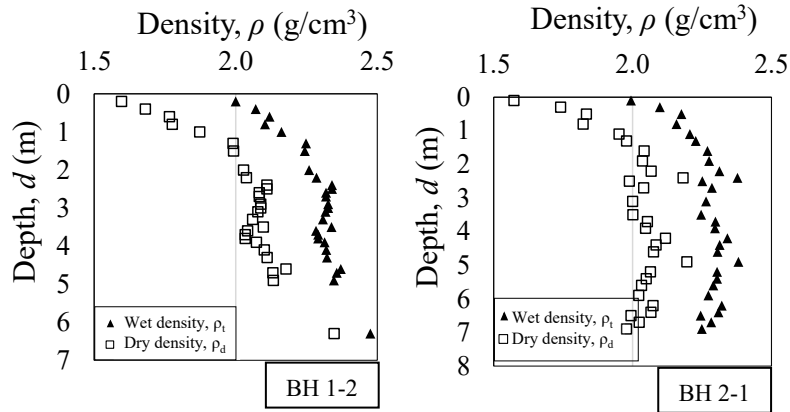 Density, ρ (g/cm³)
1.5 2.0 2.5
Depth, d (m)
0
1
2
3
4
5
6
7
Wet density, ρt
Dry density, ρd
BH 1-2
Density, ρ (g/cm³)
1.5 2.0 2.5
Depth, d (m)
0
1
2
3
4
5
6
7
8
Wet density, ρt
Dry density, ρd
BH 2-1